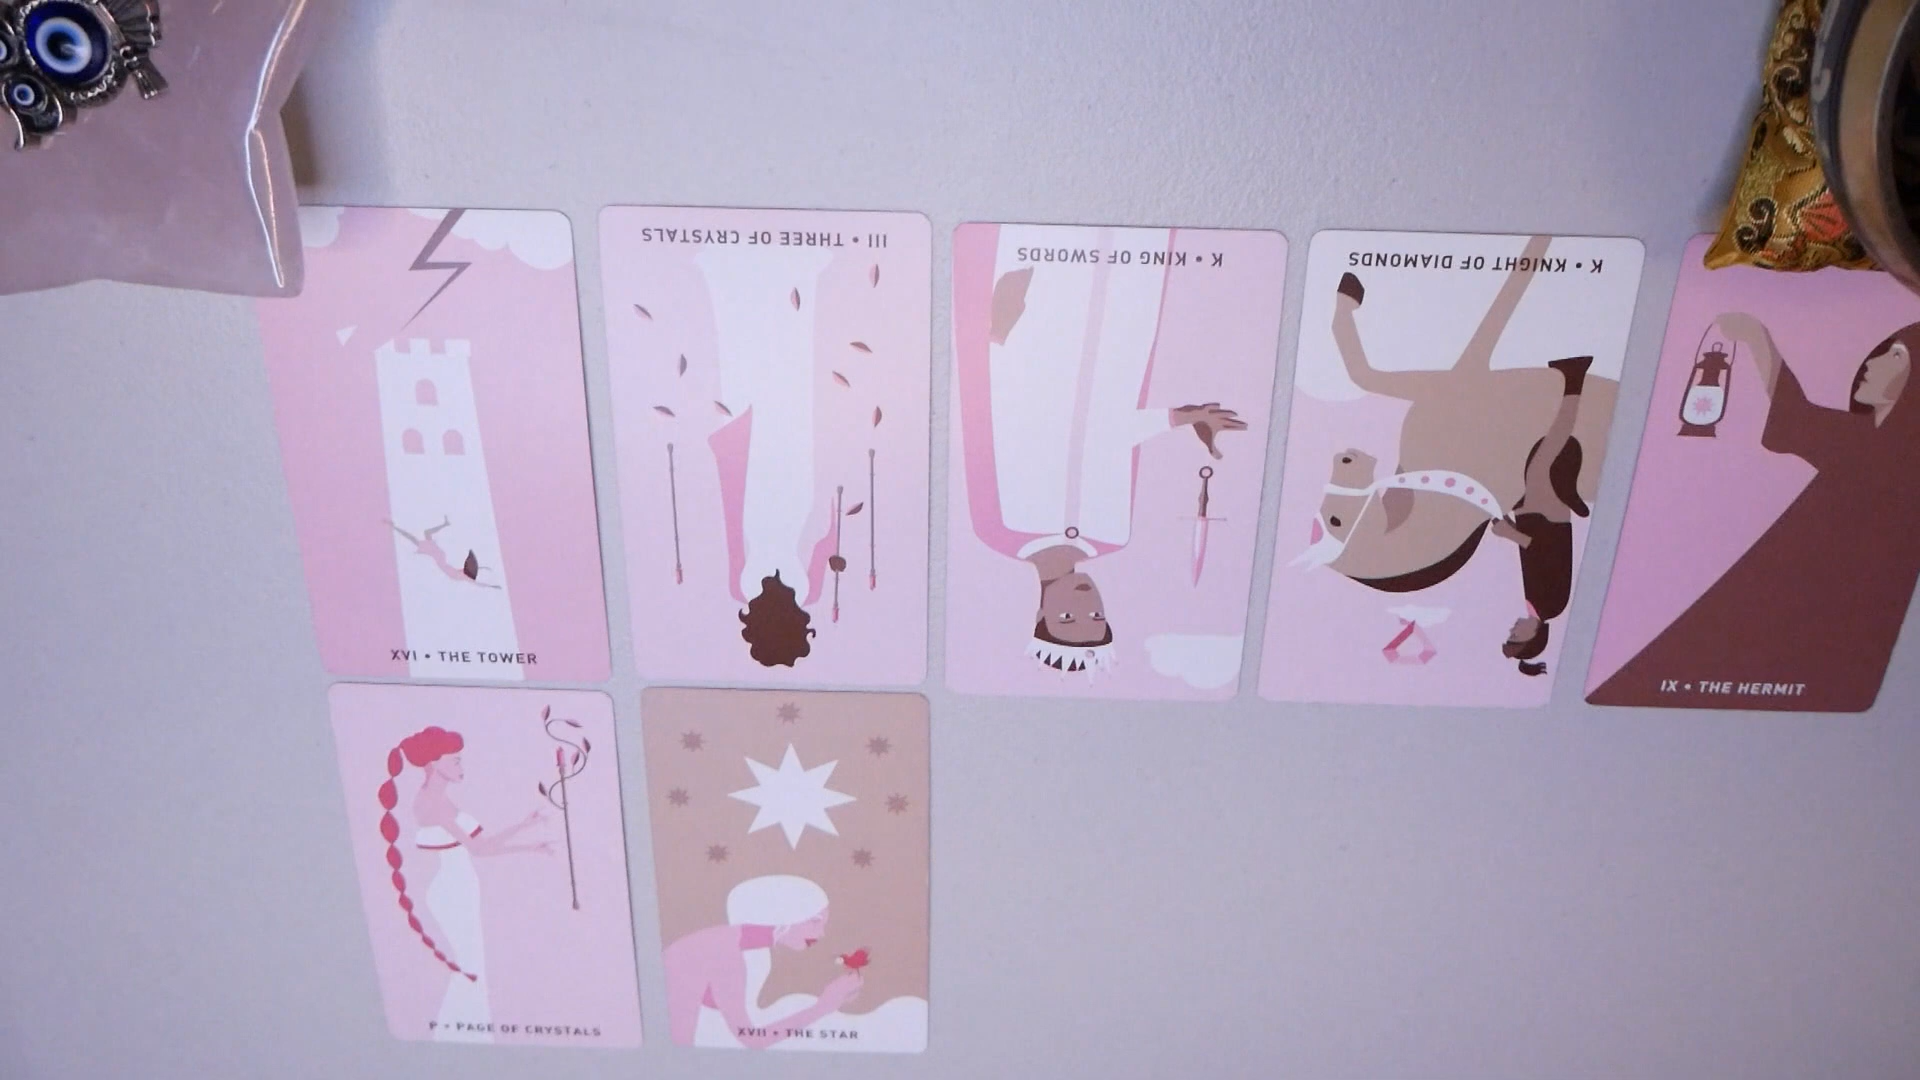 XVI • THE TOWER
III • THREE OF CRYSTALS
K • KING OF SWORDS
K • KNIGHT OF DIAMONDS
IX • THE HERMIT
P • PAGE OF CRYSTALS
XVII • THE STAR